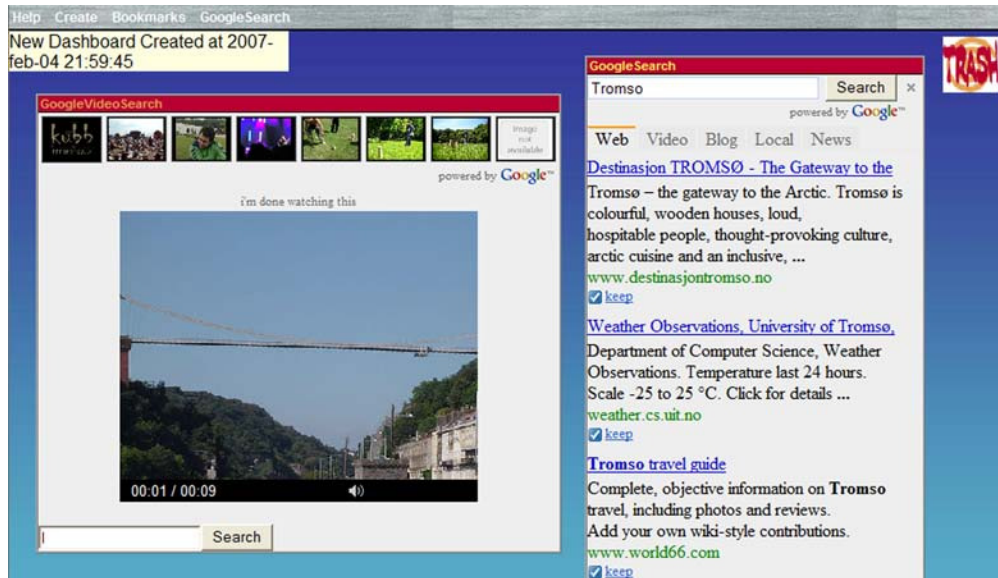 Help Create Bookmarks GoogleSearch
New Dashboard Created at 2007-
feb-04 21:59:45
TRASH
GoogleVideoSearch
kubb
Image
not
available
powered by Google™
i'm done watching this
00:01 / 00:09
Search
GoogleSearch
Tromso Search ×
powered by Google™
Web Video Blog Local News
Destinasjon TROMSØ - The Gateway to the
Tromsø – the gateway to the Arctic. Tromsø is
colourful, wooden houses, loud,
hospitable people, thought-provoking culture,
arctic cuisine and an inclusive, ...
www.destinasjontromso.no
keep
Weather Observations, University of Tromsø,
Department of Computer Science, Weather
Observations. Temperature last 24 hours.
Scale -25 to 25 °C. Click for details ...
weather.cs.uit.no
keep
Tromso travel guide
Complete, objective information on Tromso
travel, including photos and reviews.
Add your own wiki-style contributions.
www.world66.com
keep